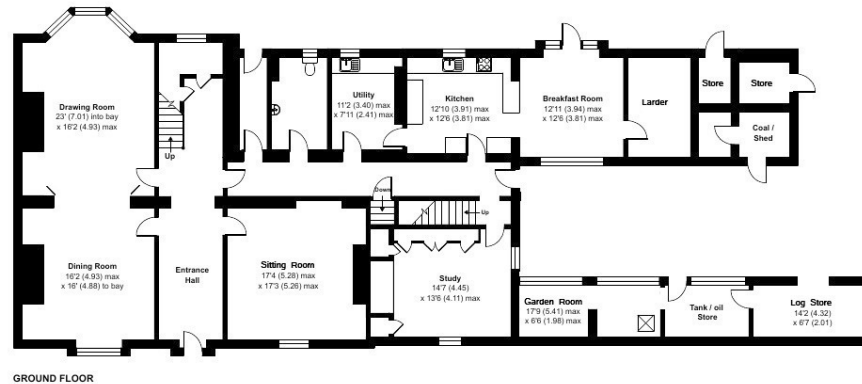 Drawing Room
23' (7.01) into bay
x 16'2 (4.93) max
Up
Utility
11'2 (3.40) max
x 7'11 (2.41) max
Kitchen
12'10 (3.91) max
x 12'6 (3.81) max
Breakfast Room
12'11 (3.94) max
x 12'6 (3.81) max
Larder
Store
Store
Coal /
Shed
Down
Up
Dining Room
16'2 (4.93) max
x 16' (4.88) to bay
Entrance
Hall
Sitting Room
17'4 (5.28) max
x 17'3 (5.26) max
Study
14'7 (4.45)
x 13'6 (4.11) max
Garden Room
17'9 (5.41) max
x 6'6 (1.98) max
Tank / oil
Store
Log Store
14'2 (4.32)
x 6'7 (2.01)
GROUND FLOOR